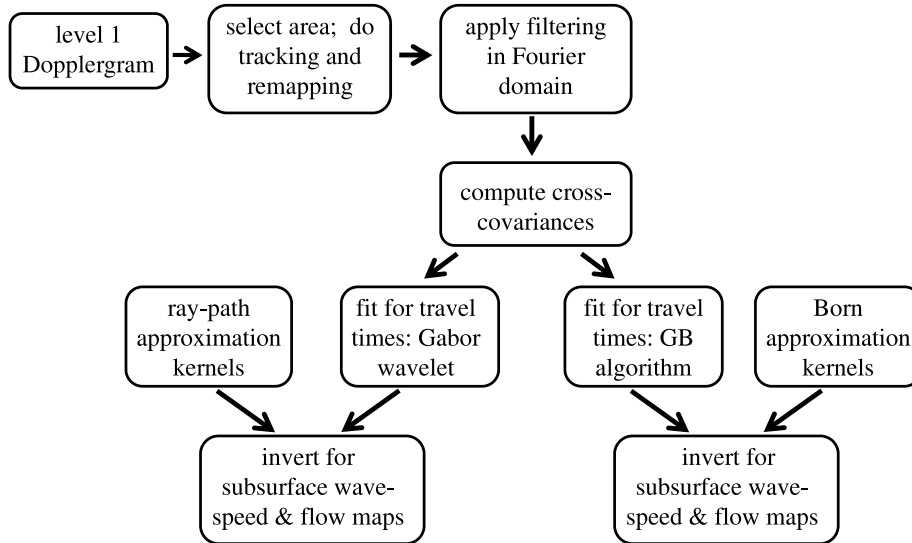 level 1
Dopplergram
select area; do
tracking and
remapping
apply filtering
in Fourier
domain
compute cross-
covariances
ray-path
approximation
kernels
fit for travel
times: Gabor
wavelet
fit for travel
times: GB
algorithm
Born
approximation
kernels
invert for
subsurface wave-
speed & flow maps
invert for
subsurface wave-
speed & flow maps